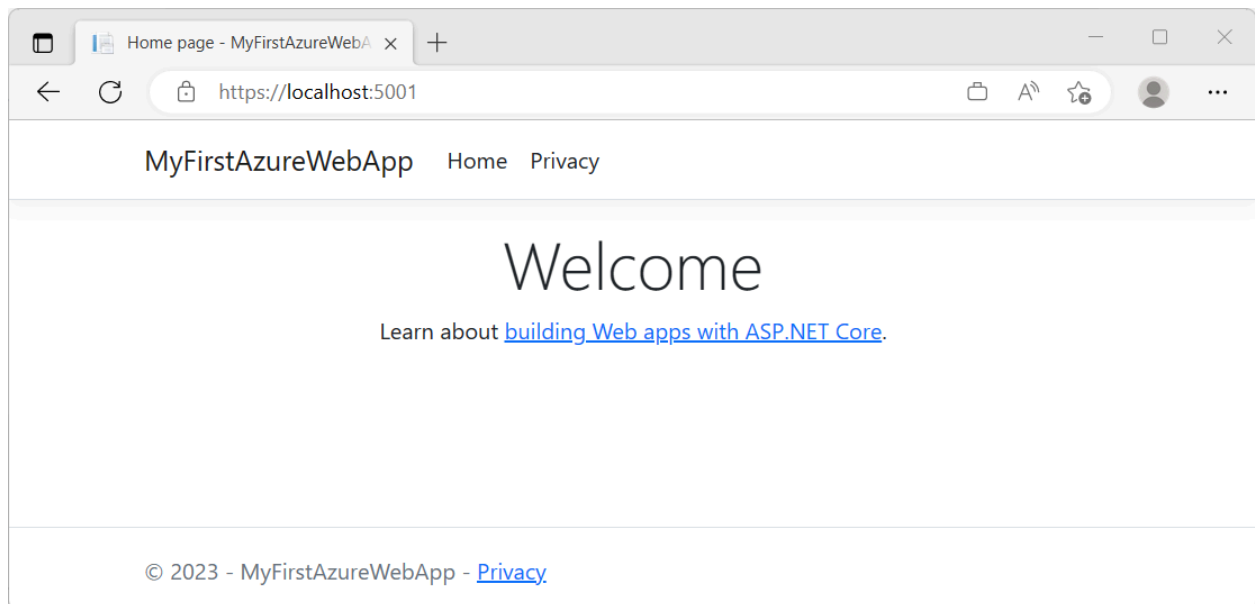 Home page - MyFirstAzureWebA
https://localhost:5001
MyFirstAzureWebApp Home Privacy
Welcome
Learn about building Web apps with ASP.NET Core.
© 2023 - MyFirstAzureWebApp - Privacy